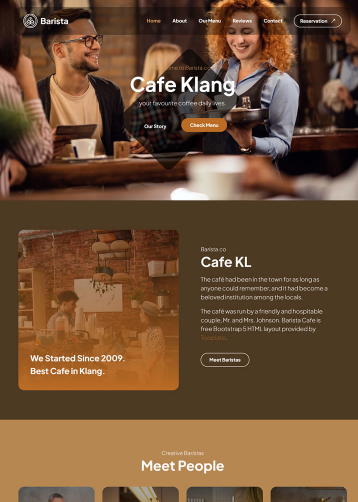 Barista
Home About Our Menu Reviews Contact Reservation
to Barista co
Cafe Klang
your favourite coffee daily lives
Our Story Check Menu
Barista co
Cafe KL
The café had been in the town for as long as
anyone could remember, and it had become a
beloved institution among the locals.
The café was run by a friendly and hospitable
couple, Mr. and Mrs. Johnson. Barista Cafe is
free Bootstrap 5 HTML layout provided by
Tooplate.
Meet Baristas
We Started Since 2009.
Best Cafe in Klang.
Creative Baristas
Meet People